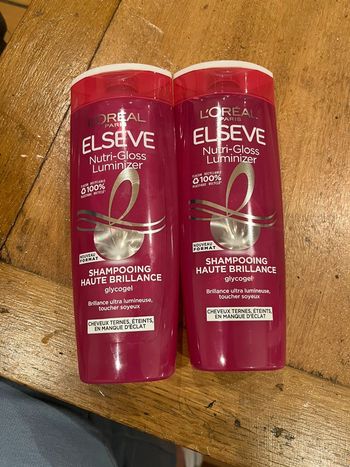 L'ORÉAL
PARIS
ELSEVE
Nutri-Gloss
Luminizer
100%
NOUVEAU
FORMAT
SHAMPOOING
HAUTE BRILLANCE
glycogel
Brillance ultra lumineuse,
toucher soyeux
CHEVEUX TERNES, ÉTEINTS,
EN MANQUE D'ÉCLAT
L'ORÉAL
PARIS
ELSEVE
Nutri-Gloss
Luminizer
100%
NOUVEAU
FORMAT
SHAMPOOING
HAUTE BRILLANCE
glycogel
Brillance ultra lumineuse,
toucher soyeux
CHEVEUX TERNES, ÉTEINTS,
EN MANQUE D'ÉCLAT